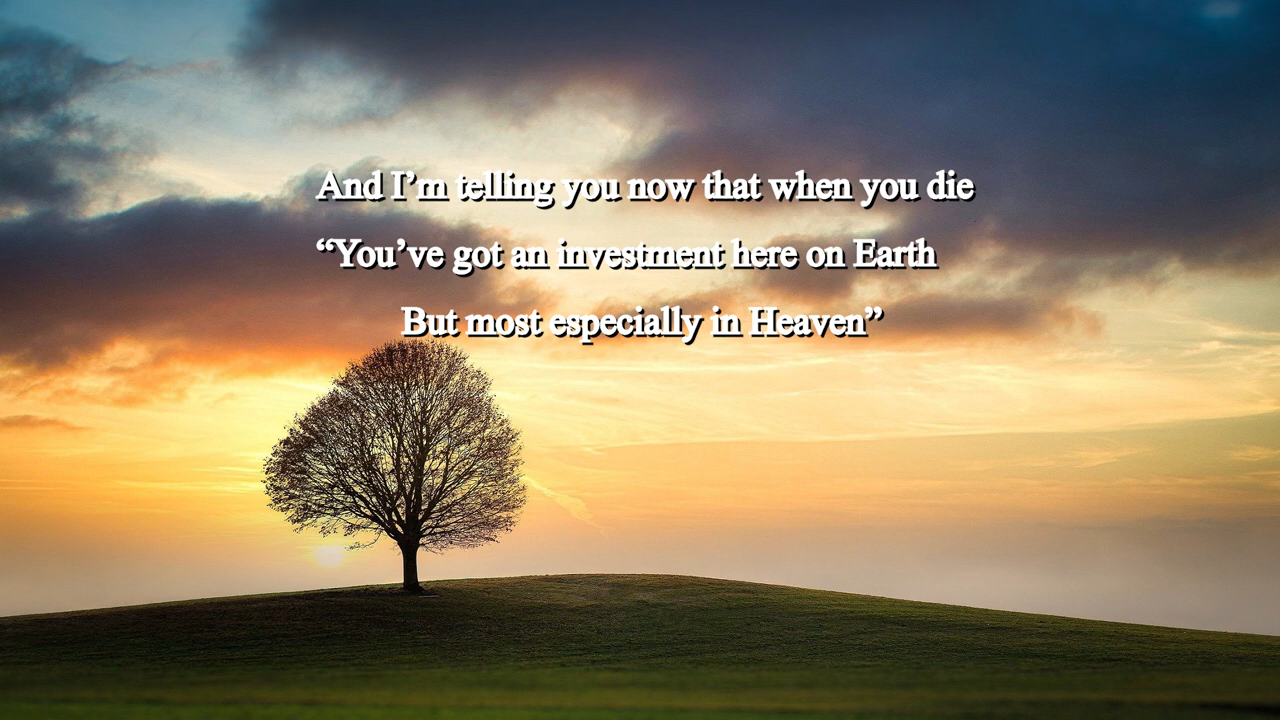 And I’m telling you now that when you die
“You’ve got an investment here on Earth
But most especially in Heaven”